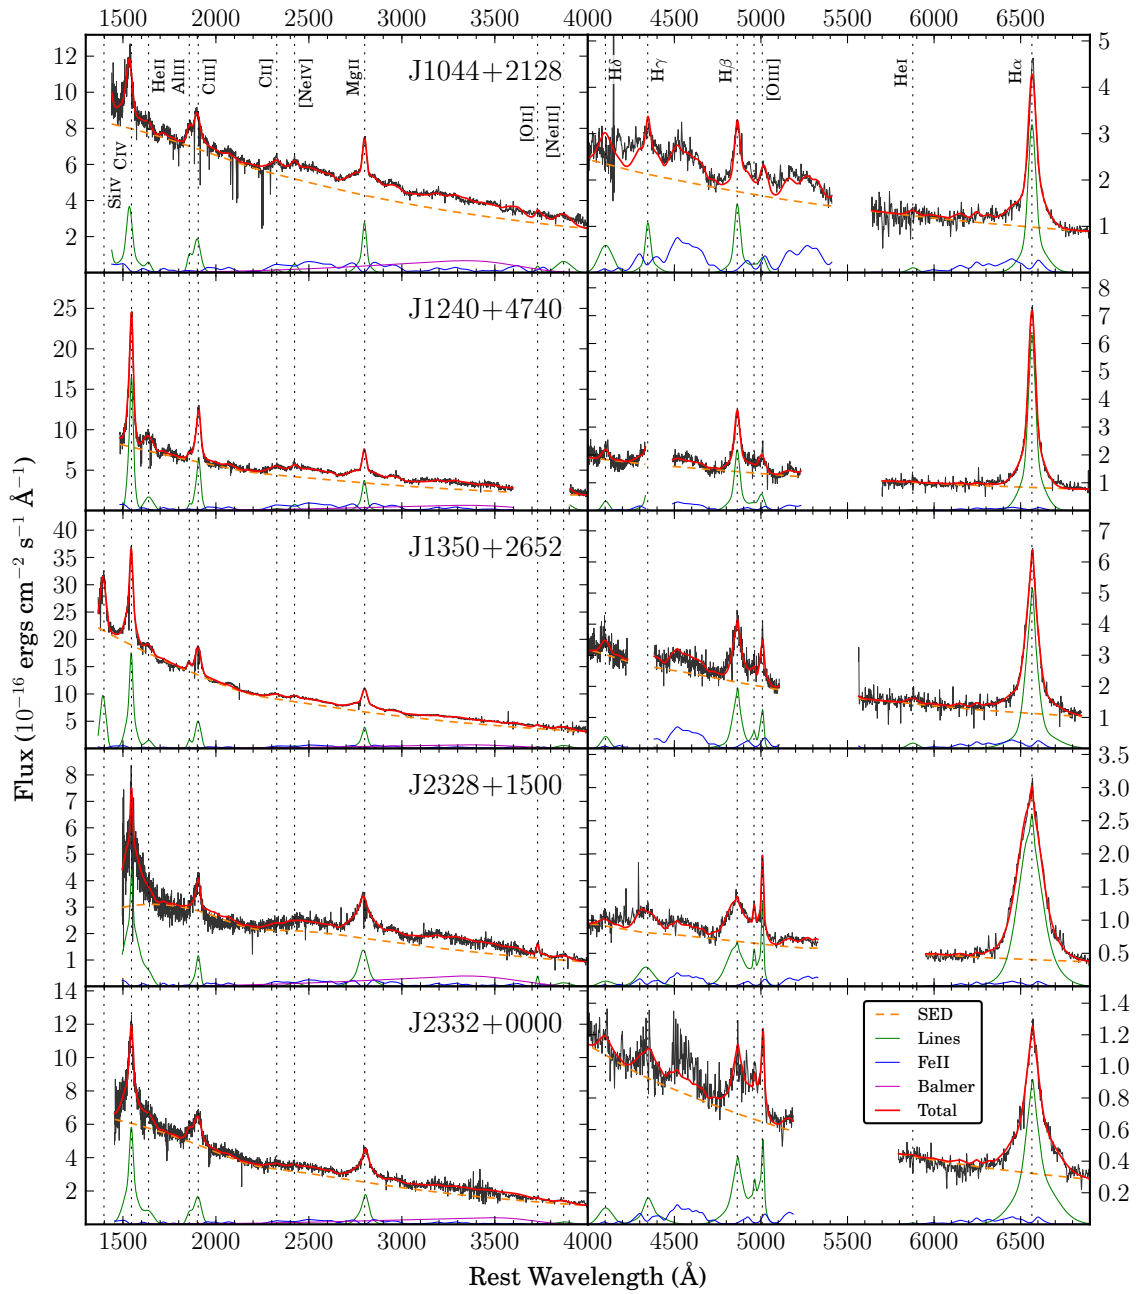 1500 2000 2500 3000 3500 4000 4500 5000 5500 6000 6500
12
10
8
6
4
2
HeII
AlIII
CIII]
CII]
[NeIV]
MgII
J1044+2128
[OII]
[NeIII]
SiIV
CIV
Hδ
Hγ
Hβ
[OIII]
HeI
Hα
5
4
3
2
1
25
20
15
10
5
J1240+4740
8
7
6
5
4
3
2
1
40
35
30
25
20
15
10
5
J1350+2652
7
6
5
4
3
2
1
8
7
6
5
4
3
2
1
J2328+1500
3.5
3.0
2.5
2.0
1.5
1.0
0.5
14
12
10
8
6
4
2
J2332+0000
SED
Lines
FeII
Balmer
Total
1.4
1.2
1.0
0.8
0.6
0.4
0.2
Flux (10⁻¹⁶ ergs cm⁻² s⁻¹ Å⁻¹)
1500 2000 2500 3000 3500 4000 4500 5000 5500 6000 6500
Rest Wavelength (Å)